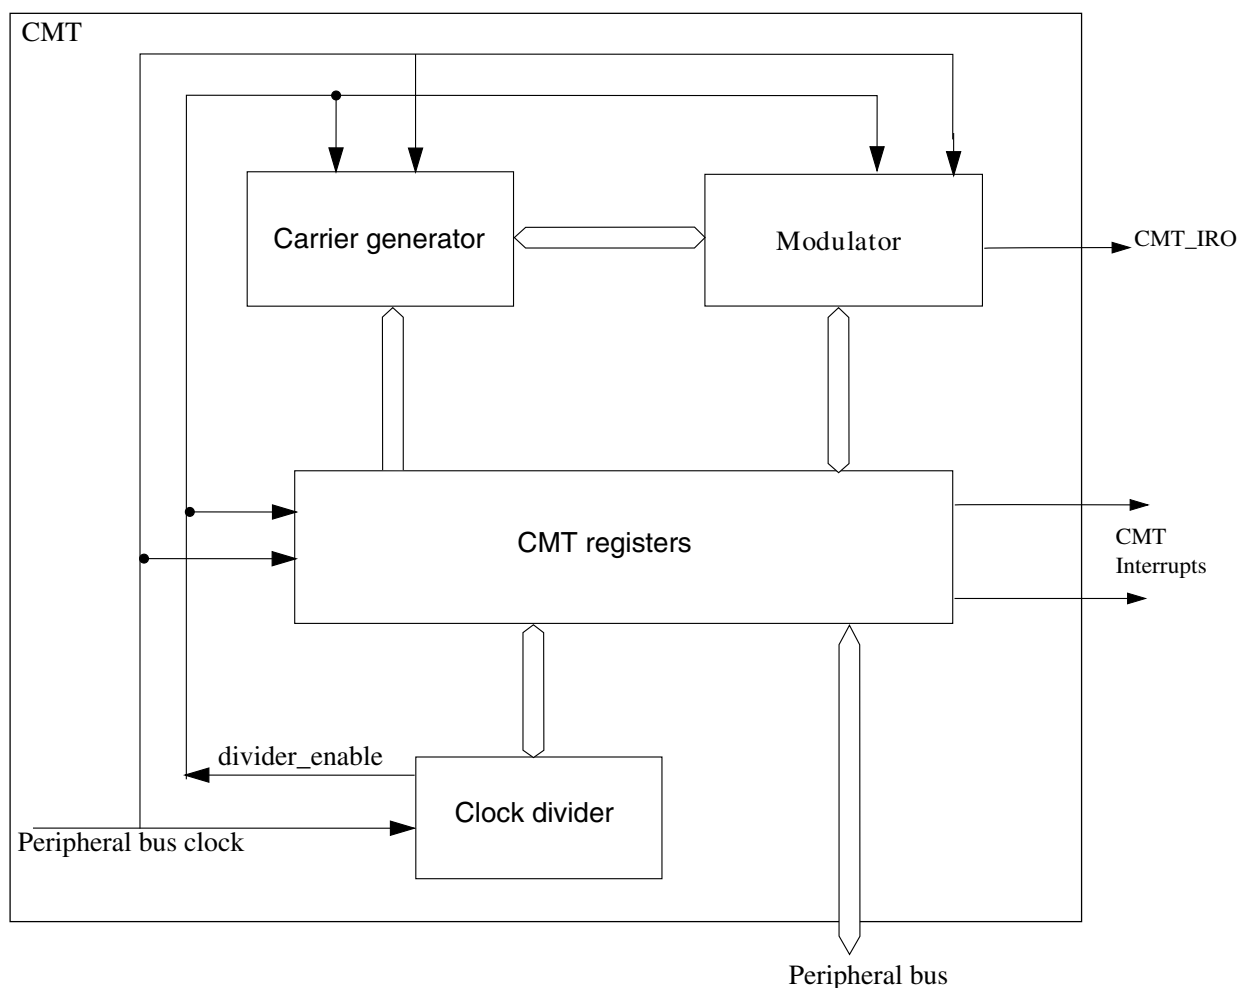 CMT
Carrier generator
Modulator
CMT_IRO
CMT registers
CMT
Interrupts
divider_enable
Clock divider
Peripheral bus clock
Peripheral bus